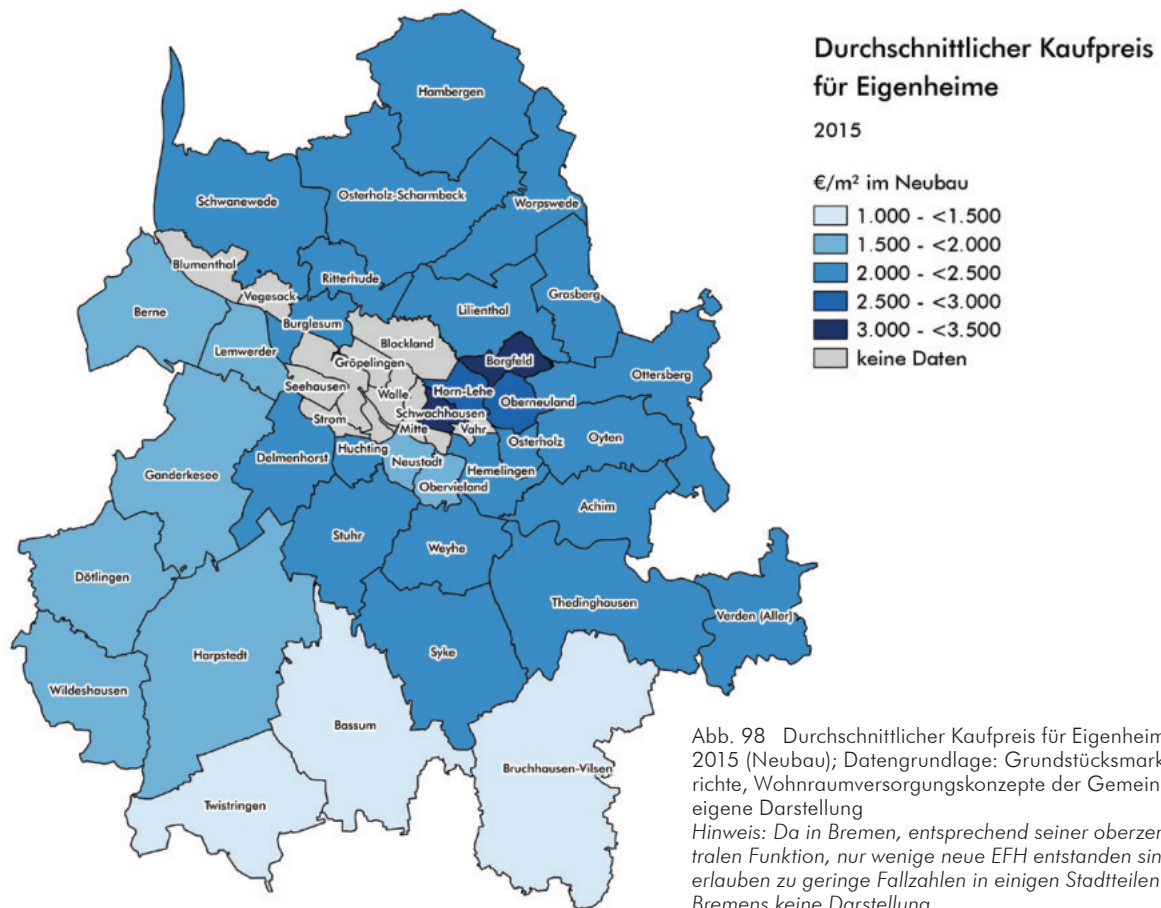 Durchschnittlicher Kaufpreis
für Eigenheime
2015
€/m² im Neubau
1.000 - <1.500
1.500 - <2.000
2.000 - <2.500
2.500 - <3.000
3.000 - <3.500
keine Daten
Hambergen
Schwanewede
Osterholz-Scharmbeck
Worpswede
Blumenthal
Ritterhude
Vegesack
Grasberg
Berne
Lilienthal
Burglesum
Blockland
Lemwerder
Gröpelingen
Borgfeld
Ottersberg
Seehausen
Walle
Horn-Lehe
Oberneuland
Schwachhausen
Strom
Mitte
Vahr
Osterholz
Oyten
Huchting
Delmenhorst
Neustadt
Hemelingen
Ganderkesee
Obervieland
Achim
Stuhr
Weyhe
Dötlingen
Thedinghausen
Verden (Aller)
Harpstedt
Syke
Wildeshausen
Bassum
Bruchhausen-Vilsen
Twistringen
Abb. 98 Durchschnittlicher Kaufpreis für Eigenheim
2015 (Neubau); Datengrundlage: Grundstücksmark
richte, Wohnraumversorgungskonzepte der Gemein
eigene Darstellung
Hinweis: Da in Bremen, entsprechend seiner oberzen
tralen Funktion, nur wenige neue EFH entstanden sin
erlauben zu geringe Fallzahlen in einigen Stadtteilen
Bremens keine Darstellung